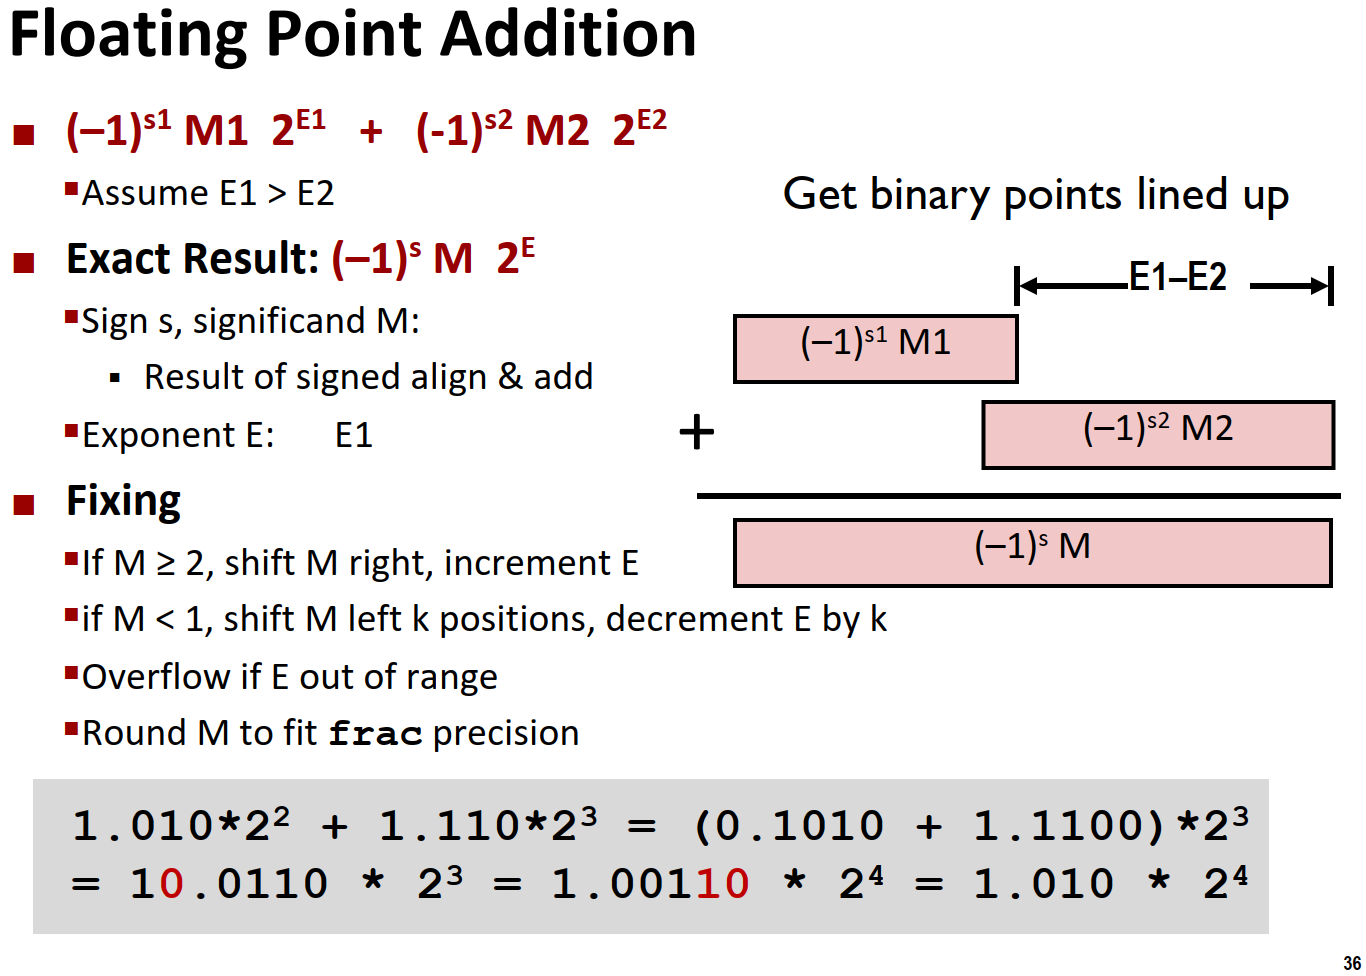 Floating Point Addition
■ (–1)^s1 M1 2^E1 + (-1)^s2 M2 2^E2
▪Assume E1 > E2
■ Exact Result: (–1)^s M 2^E
▪Sign s, significand M:
▪ Result of signed align & add
▪Exponent E: E1
■ Fixing
▪If M ≥ 2, shift M right, increment E
▪if M < 1, shift M left k positions, decrement E by k
▪Overflow if E out of range
▪Round M to fit frac precision
Get binary points lined up
E1–E2
(–1)^s1 M1
+
(–1)^s2 M2
(–1)^s M
1.010*2^2 + 1.110*2^3 = (0.1010 + 1.1100)*2^3
= 10.0110 * 2^3 = 1.00110 * 2^4 = 1.010 * 2^4
36